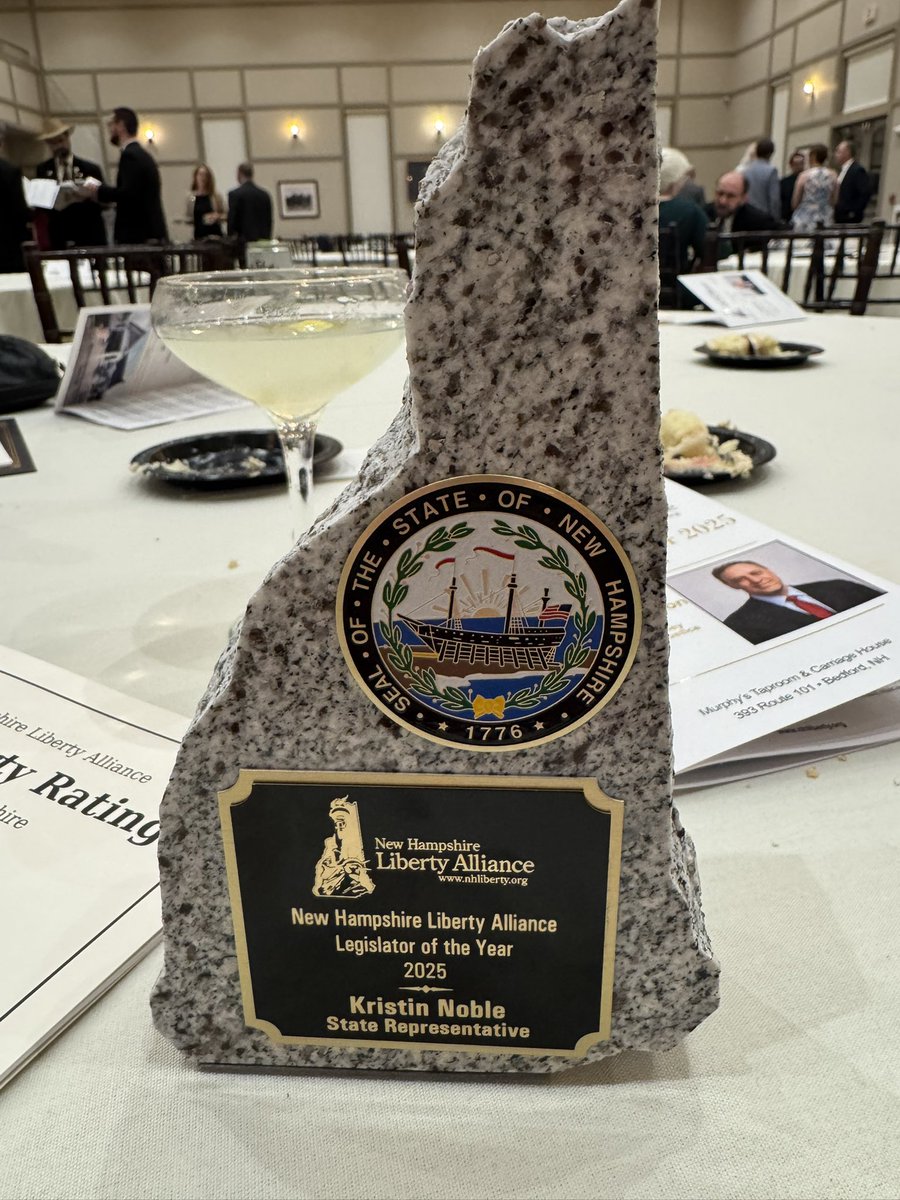 SEAL • OF • THE • STATE • OF • NEW HAMPSHIRE
• 1776 •
New Hampshire
Liberty Alliance
www.nhliberty.org
New Hampshire Liberty Alliance
Legislator of the Year
2025
Kristin Noble
State Representative
2025
Murphy's Taproom & Carriage House
393 Route 101 • Bedford, NH
shire Liberty Alliance
ty Rating
hire